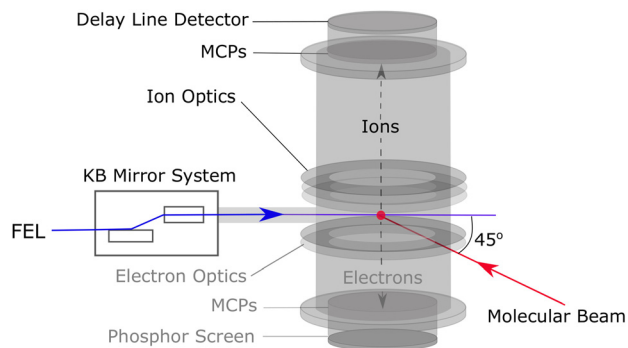 Delay Line Detector
MCPs
Ion Optics
Ions
KB Mirror System
FEL
45°
Electron Optics
Electrons
MCPs
Molecular Beam
Phosphor Screen